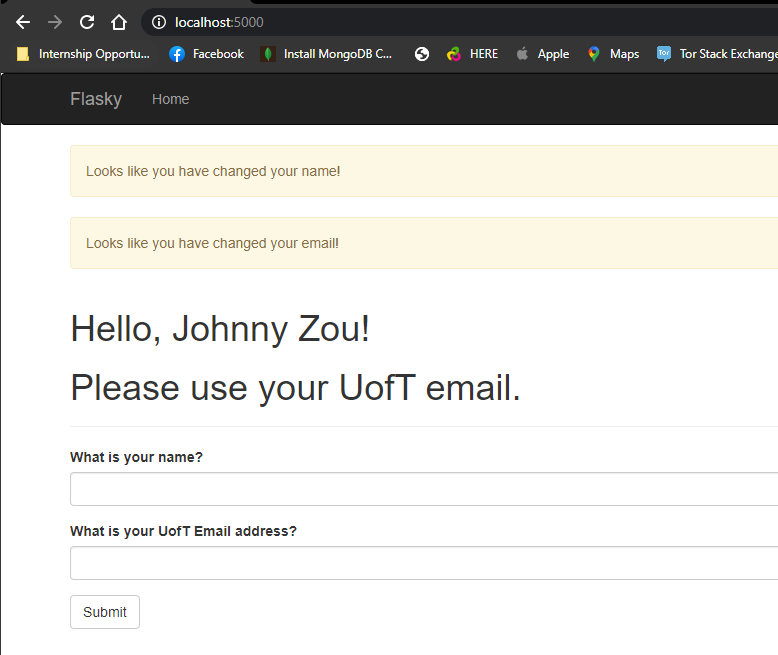 localhost:5000
Internship Opportu... Facebook Install MongoDB C... HERE Apple Maps Tor Stack Exchange
Flasky Home
Looks like you have changed your name!
Looks like you have changed your email!
Hello, Johnny Zou!
Please use your UofT email.
What is your name?
What is your UofT Email address?
Submit